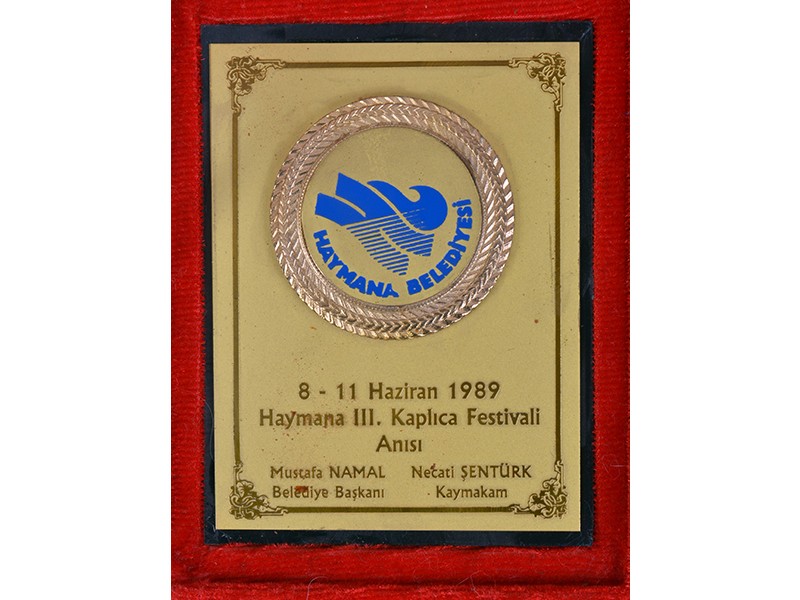 HAYMANA BELEDİYESİ
8 - 11 Haziran 1989
Haymana III. Kaplıca Festivali
Anısı
Mustafa NAMAL Necati ŞENTÜRK
Belediye Başkanı Kaymakam